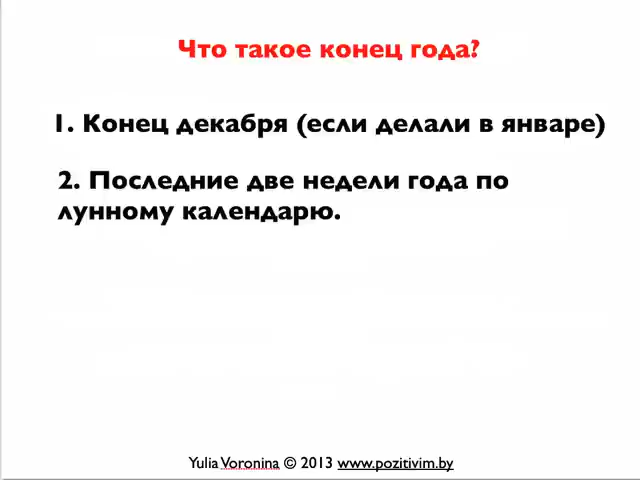 Что такое конец года?
1. Конец декабря (если делали в январе)
2. Последние две недели года по
лунному календарю.
Yulia Voronina © 2013 www.pozitivim.by